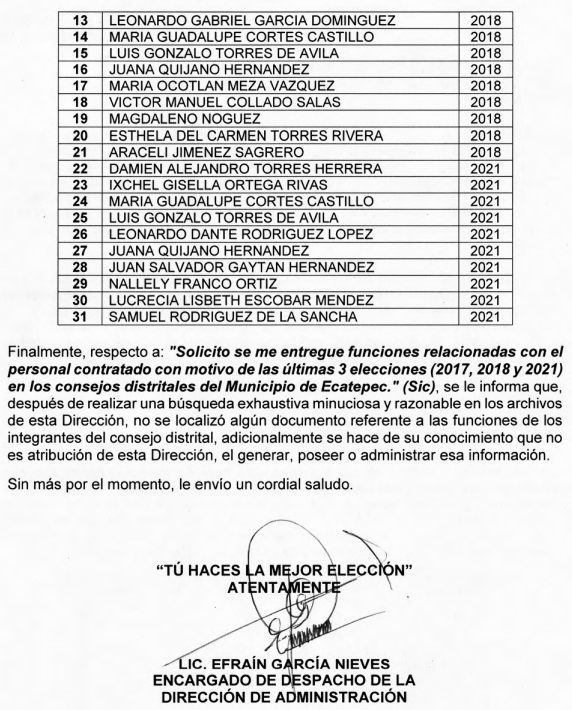 13 LEONARDO GABRIEL GARCIA DOMINGUEZ 2018
14 MARIA GUADALUPE CORTES CASTILLO 2018
15 LUIS GONZALO TORRES DE AVILA 2018
16 JUANA QUIJANO HERNANDEZ 2018
17 MARIA OCOTLAN MEZA VAZQUEZ 2018
18 VICTOR MANUEL COLLADO SALAS 2018
19 MAGDALENO NOGUEZ 2018
20 ESTHELA DEL CARMEN TORRES RIVERA 2018
21 ARACELI JIMENEZ SAGRERO 2018
22 DAMIEN ALEJANDRO TORRES HERRERA 2021
23 IXCHEL GISELLA ORTEGA RIVAS 2021
24 MARIA GUADALUPE CORTES CASTILLO 2021
25 LUIS GONZALO TORRES DE AVILA 2021
26 LEONARDO DANTE RODRIGUEZ LOPEZ 2021
27 JUANA QUIJANO HERNANDEZ 2021
28 JUAN SALVADOR GAYTAN HERNANDEZ 2021
29 NALLELY FRANCO ORTIZ 2021
30 LUCRECIA LISBETH ESCOBAR MENDEZ 2021
31 SAMUEL RODRIGUEZ DE LA SANCHA 2021
Finalmente, respecto a: "Solicito se me entregue funciones relacionadas con el
personal contratado con motivo de las últimas 3 elecciones (2017, 2018 y 2021)
en los consejos distritales del Municipio de Ecatepec." (Sic), se le informa que,
después de realizar una búsqueda exhaustiva minuciosa y razonable en los archivos
de esta Dirección, no se localizó algún documento referente a las funciones de los
integrantes del consejo distrital, adicionalmente se hace de su conocimiento que no
es atribución de esta Dirección, el generar, poseer o administrar esa información.
Sin más por el momento, le envío un cordial saludo.
“TÚ HACES LA MEJOR ELECCIÓN”
ATENTAMENTE
LIC. EFRAÍN GARCÍA NIEVES
ENCARGADO DE DESPACHO DE LA
DIRECCIÓN DE ADMINISTRACIÓN